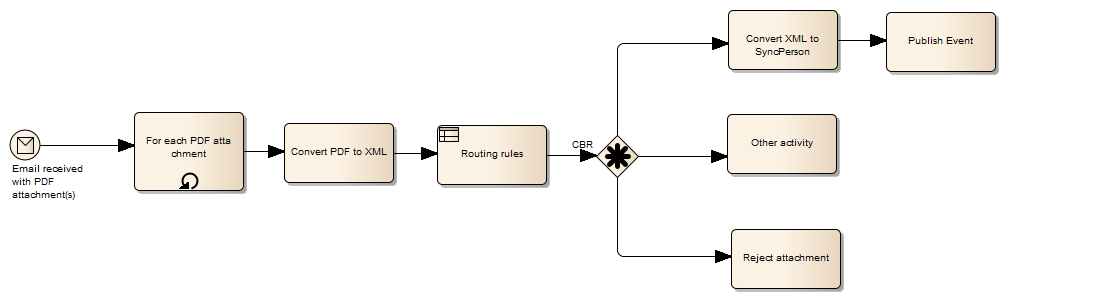 Email received
with PDF
attachment(s)
For each PDF atta
chment
Convert PDF to XML
Routing rules
CBR
Convert XML to
SyncPerson
Publish Event
Other activity
Reject attachment